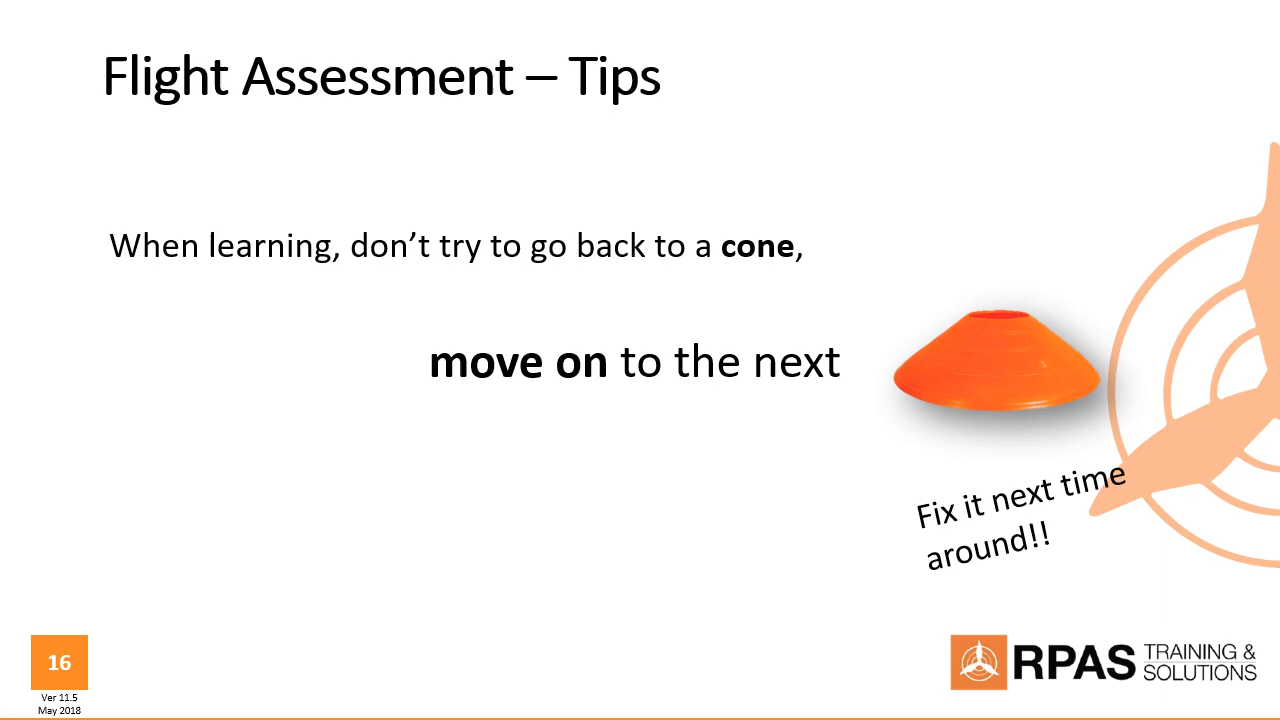 Flight Assessment – Tips
When learning, don’t try to go back to a cone,
move on to the next
Fix it next time
around!!
16
Ver 11.5
May 2018
RPAS TRAINING &
SOLUTIONS